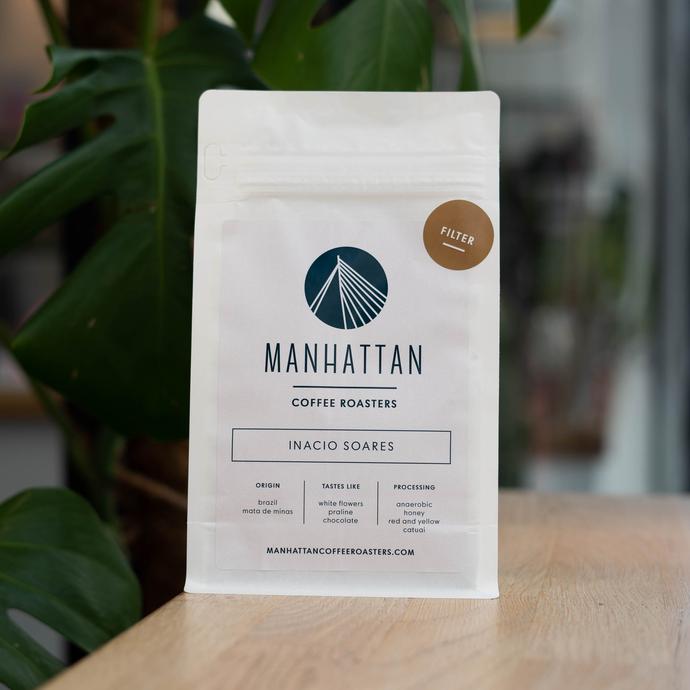 FILTER
MANHATTAN
COFFEE ROASTERS
INACIO SOARES
ORIGIN
brazil
mata de minas
TASTES LIKE
white flowers
praline
chocolate
PROCESSING
anaerobic
honey
red and yellow
catuai
MANHATTANCOFFEEROASTERS.COM